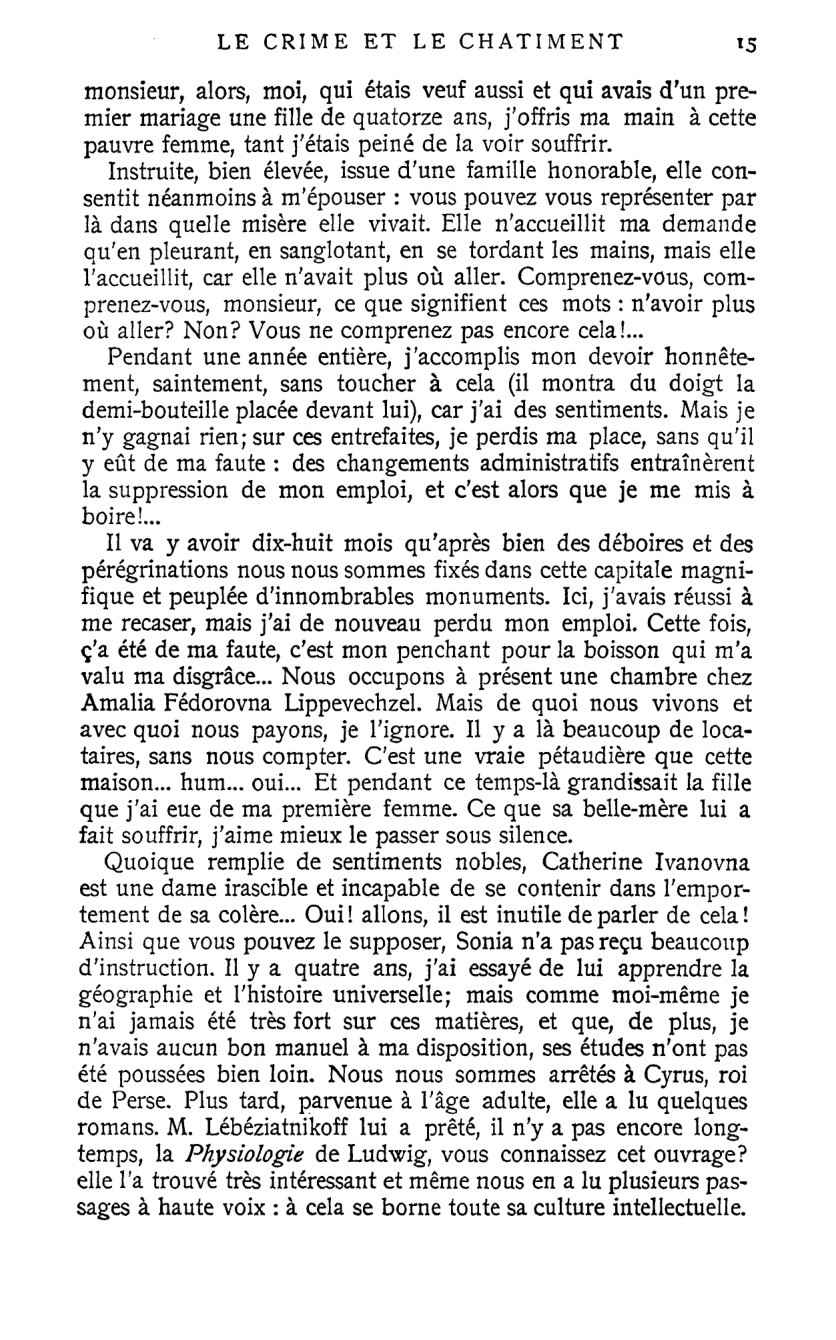 LE CRIME ET LE CHATIMENT 15
monsieur, alors, moi, qui étais veuf aussi et qui avais d'un pre-
mier mariage une fille de quatorze ans, j'offris ma main à cette
pauvre femme, tant j'étais peiné de la voir souffrir.
Instruite, bien élevée, issue d'une famille honorable, elle con-
sentit néanmoins à m'épouser : vous pouvez vous représenter par
là dans quelle misère elle vivait. Elle n'accueillit ma demande
qu'en pleurant, en sanglotant, en se tordant les mains, mais elle
l'accueillit, car elle n'avait plus où aller. Comprenez-vous, com-
prenez-vous, monsieur, ce que signifient ces mots : n'avoir plus
où aller? Non? Vous ne comprenez pas encore cela!...
Pendant une année entière, j'accomplis mon devoir honnête-
ment, saintement, sans toucher à cela (il montra du doigt la
demi-bouteille placée devant lui), car j'ai des sentiments. Mais je
n'y gagnai rien; sur ces entrefaites, je perdis ma place, sans qu'il
y eût de ma faute : des changements administratifs entraînèrent
la suppression de mon emploi, et c'est alors que je me mis à
boire!...
Il va y avoir dix-huit mois qu'après bien des déboires et des
pérégrinations nous nous sommes fixés dans cette capitale magni-
fique et peuplée d'innombrables monuments. Ici, j'avais réussi à
me recaser, mais j'ai de nouveau perdu mon emploi. Cette fois,
ç'a été de ma faute, c'est mon penchant pour la boisson qui m'a
valu ma disgrâce... Nous occupons à présent une chambre chez
Amalia Fédorovna Lippevechzel. Mais de quoi nous vivons et
avec quoi nous payons, je l'ignore. Il y a là beaucoup de loca-
taires, sans nous compter. C'est une vraie pétaudière que cette
maison... hum... oui... Et pendant ce temps-là grandissait la fille
que j'ai eue de ma première femme. Ce que sa belle-mère lui a
fait souffrir, j'aime mieux le passer sous silence.
Quoique remplie de sentiments nobles, Catherine Ivanovna
est une dame irascible et incapable de se contenir dans l'empor-
tement de sa colère... Oui! allons, il est inutile de parler de cela!
Ainsi que vous pouvez le supposer, Sonia n'a pas reçu beaucoup
d'instruction. Il y a quatre ans, j'ai essayé de lui apprendre la
géographie et l'histoire universelle; mais comme moi-même je
n'ai jamais été très fort sur ces matières, et que, de plus, je
n'avais aucun bon manuel à ma disposition, ses études n'ont pas
été poussées bien loin. Nous nous sommes arrêtés à Cyrus, roi
de Perse. Plus tard, parvenue à l'âge adulte, elle a lu quelques
romans. M. Lébéziatnikoff lui a prêté, il n'y a pas encore long-
temps, la Physiologie de Ludwig, vous connaissez cet ouvrage?
elle l'a trouvé très intéressant et même nous en a lu plusieurs pas-
sages à haute voix : à cela se borne toute sa culture intellectuelle.